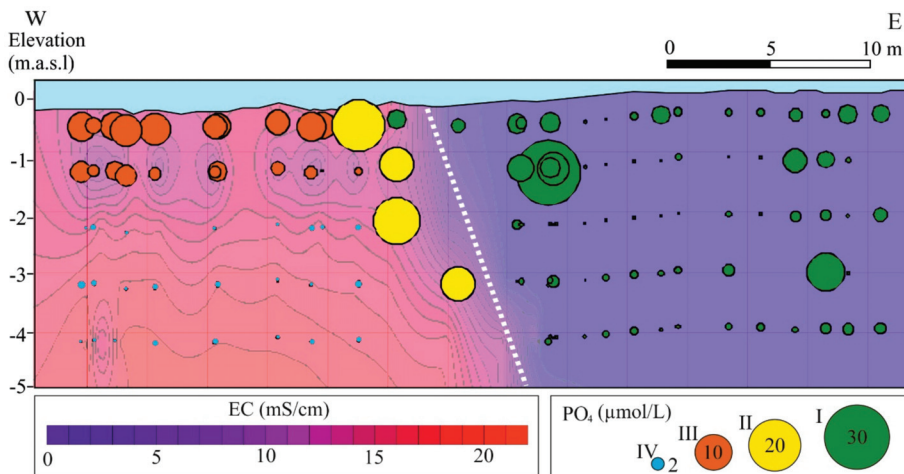 W
E
Elevation
(m.a.s.l)
0 5 10 m
0
-1
-2
-3
-4
-5
EC (mS/cm)
0 5 10 15 20
PO₄ (µmol/L)
IV III II I
2 10 20 30